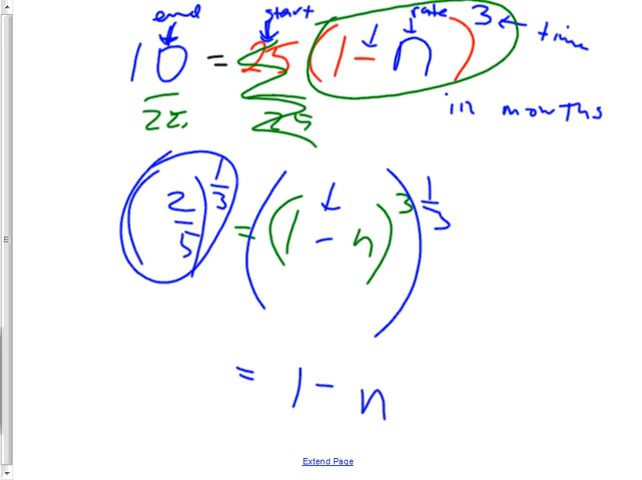 end start rate
10 = 25 (1 - n)³ ← time
25 25 in months
(2/5)^(1/3) = ((1 - n)³)^(1/3)
= 1 - n
Extend Page